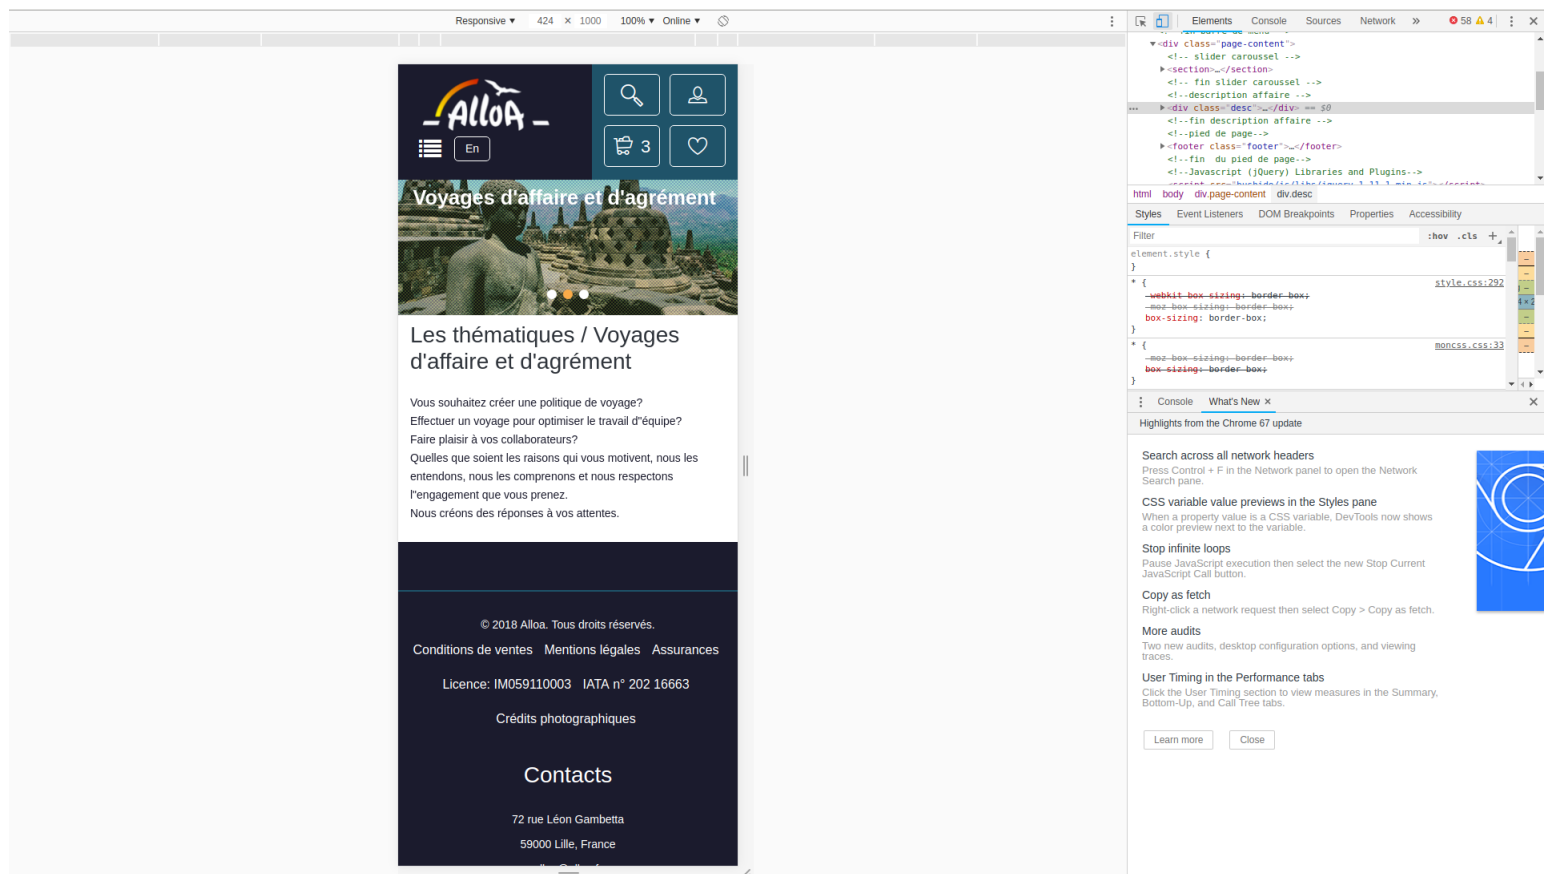 Responsive ▼ 424 × 1000 100% ▼ Online ▼
Elements Console Sources Network » 58 4
AlloA
En
3
Voyages d'affaire et d'agrément
Les thématiques / Voyages
d'affaire et d'agrément
Vous souhaitez créer une politique de voyage?
Effectuer un voyage pour optimiser le travail d"équipe?
Faire plaisir à vos collaborateurs?
Quelles que soient les raisons qui vous motivent, nous les
entendons, nous les comprenons et nous respectons
l"engagement que vous prenez.
Nous créons des réponses à vos attentes.
© 2018 Alloa. Tous droits réservés.
Conditions de ventes Mentions légales Assurances
Licence: IM059110003 IATA n° 202 16663
Crédits photographiques
Contacts
72 rue Léon Gambetta
59000 Lille, France
▼<div class="page-content">
<!-- slider caroussel -->
▶<section>…</section>
<!-- fin slider caroussel -->
<!--description affaire -->
… ▶<div class="desc">…</div> == $0
<!--fin description affaire -->
<!--pied de page-->
▶<footer class="footer">…</footer>
<!--fin  du pied de page-->
<!--Javascript (jQuery) Libraries and Plugins-->
html body div.page-content div.desc
Styles Event Listeners DOM Breakpoints Properties Accessibility
Filter :hov .cls +
element.style {
}
* { style.css:292
-webkit-box-sizing: border-box;
-moz-box-sizing: border-box;
box-sizing: border-box;
}
* { moncss.css:33
-moz-box-sizing: border-box;
box-sizing: border-box;
}
Console What's New ×
Highlights from the Chrome 67 update
Search across all network headers
Press Control + F in the Network panel to open the Network
Search pane.
CSS variable value previews in the Styles pane
When a property value is a CSS variable, DevTools now shows
a color preview next to the variable.
Stop infinite loops
Pause JavaScript execution then select the new Stop Current
JavaScript Call button.
Copy as fetch
Right-click a network request then select Copy > Copy as fetch.
More audits
Two new audits, desktop configuration options, and viewing
traces.
User Timing in the Performance tabs
Click the User Timing section to view measures in the Summary,
Bottom-Up, and Call Tree tabs.
Learn more Close